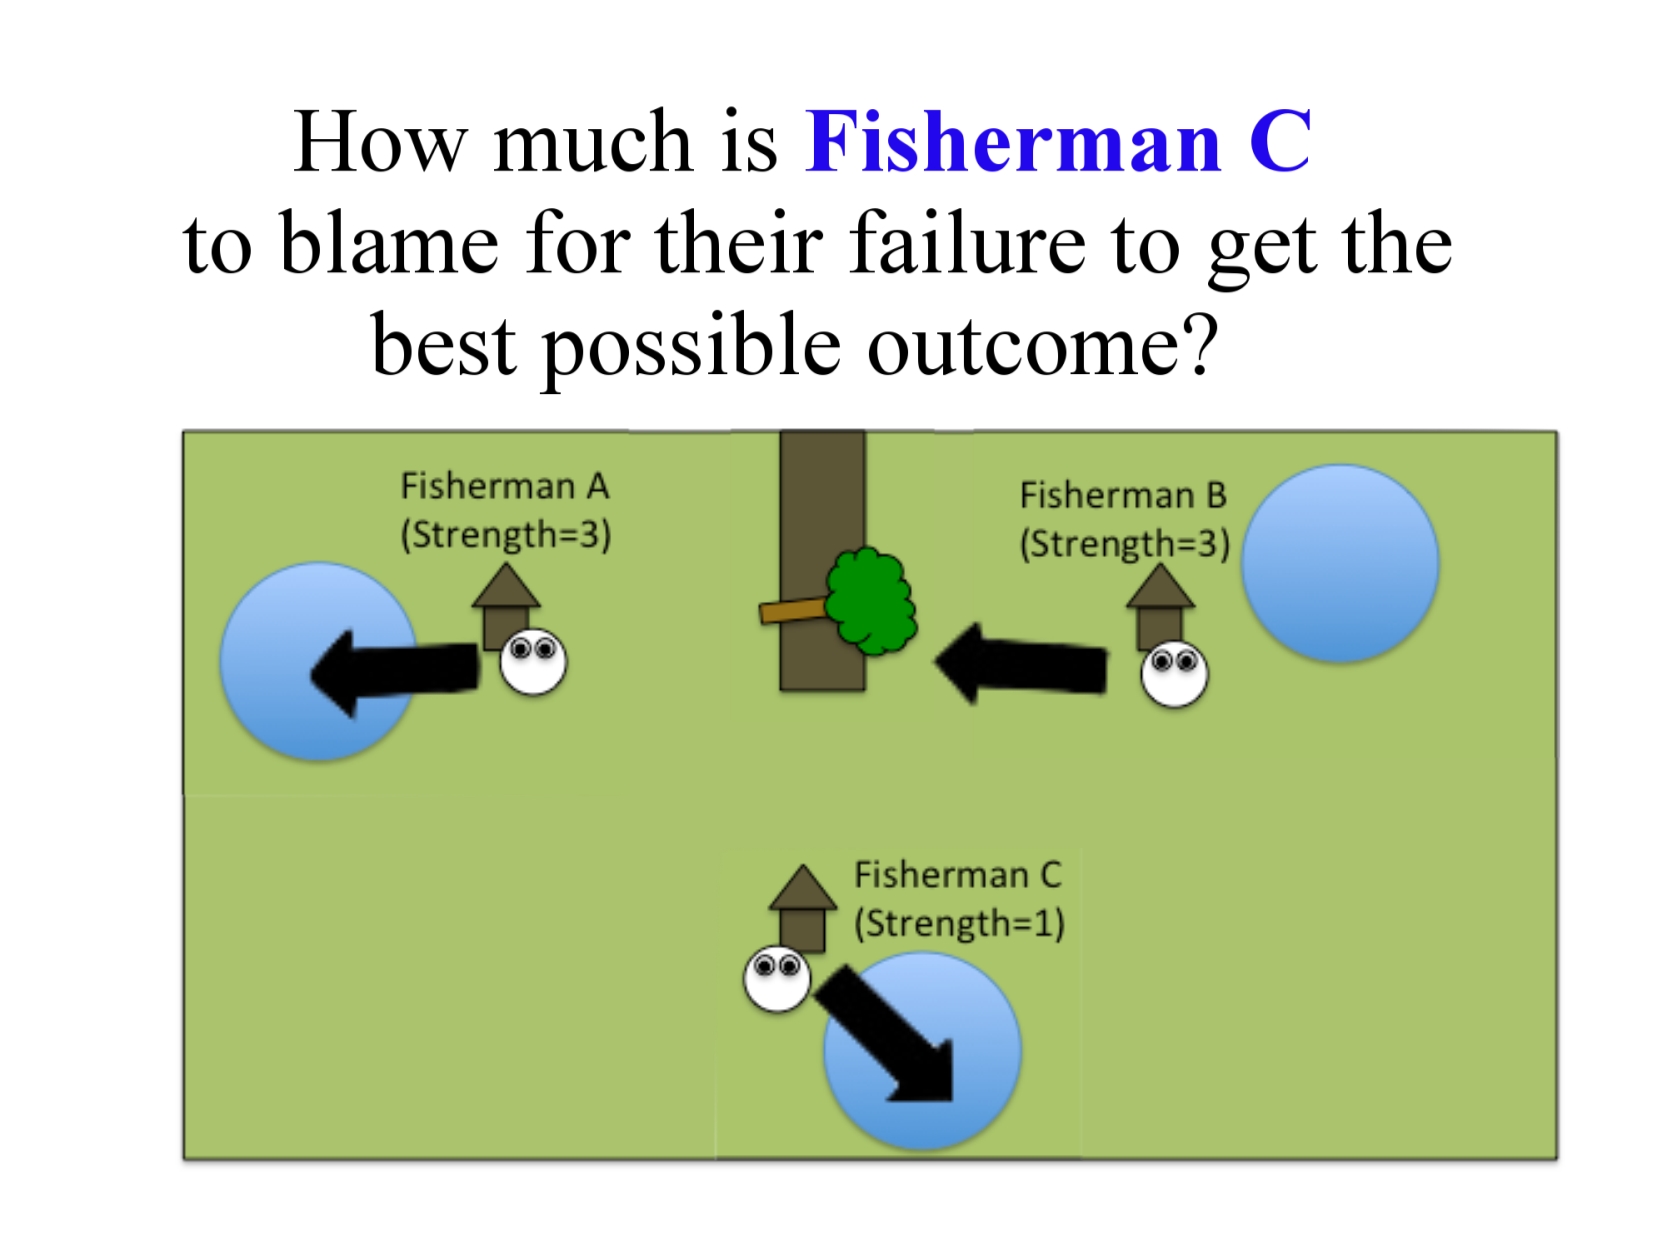 How much is Fisherman C
to blame for their failure to get the
best possible outcome?
Fisherman A
(Strength=3)
Fisherman B
(Strength=3)
Fisherman C
(Strength=1)